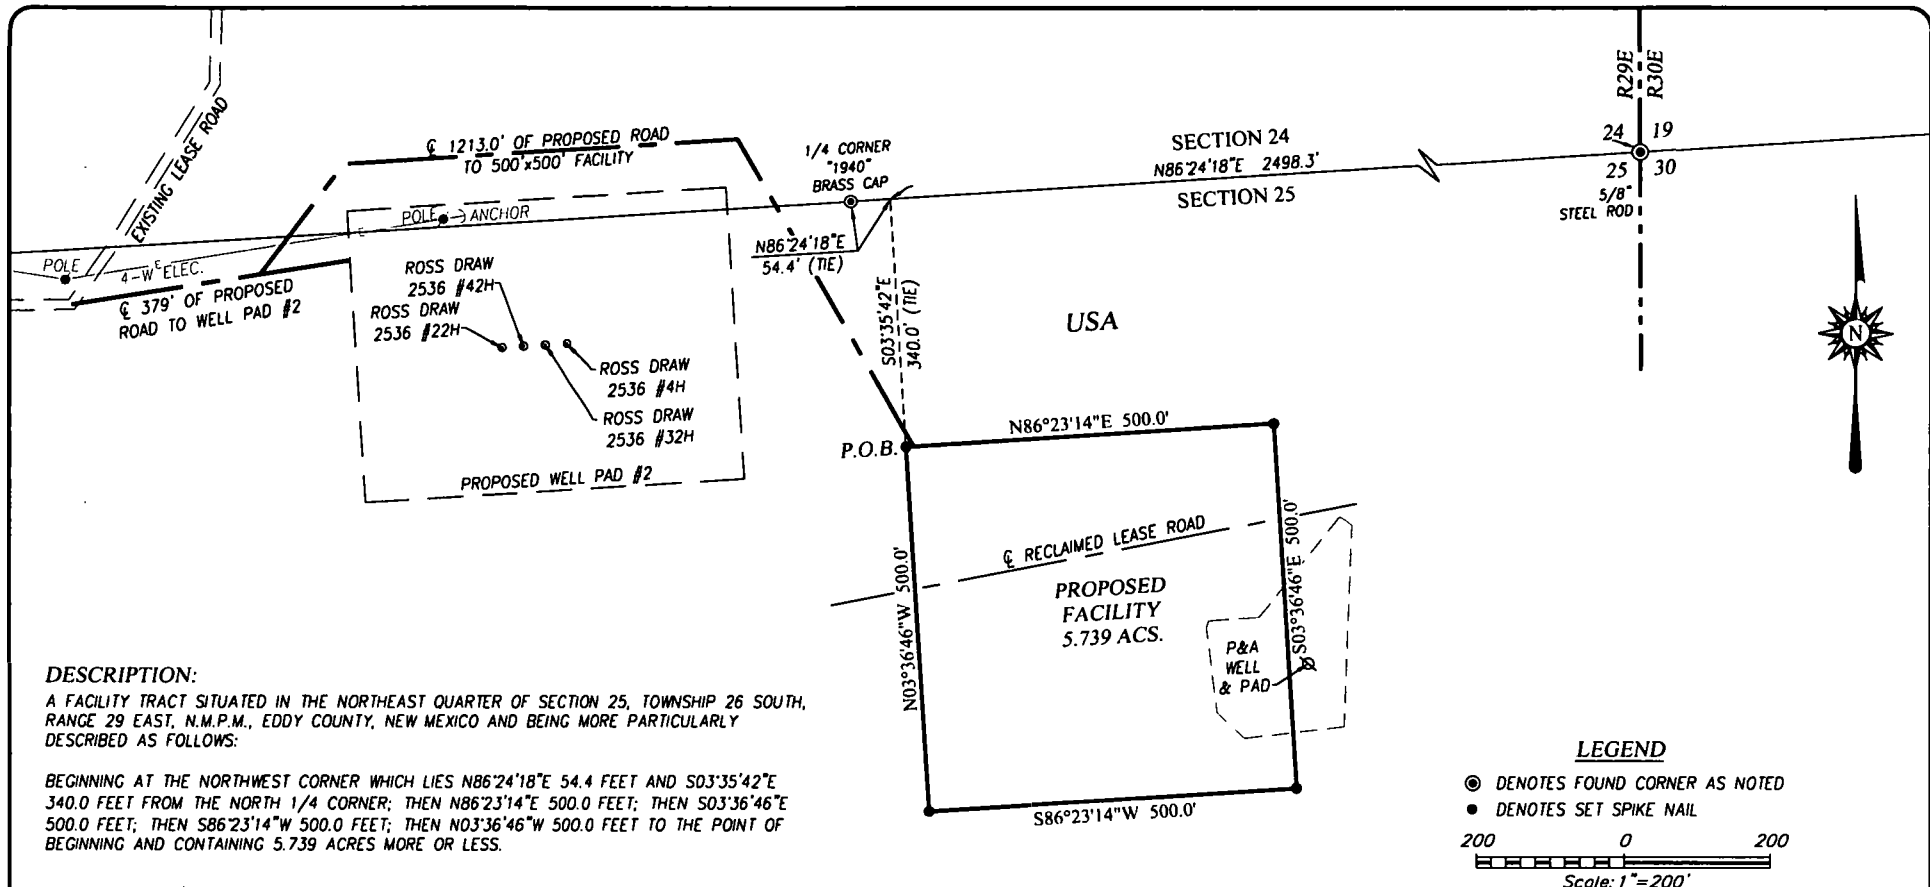 R29E
R30E
EXISTING LEASE ROAD
℄ 1213.0' OF PROPOSED ROAD
TO 500'x500' FACILITY
1/4 CORNER
"1940"
BRASS CAP
SECTION 24
N86°24'18"E 2498.3'
SECTION 25
24 19
25 30
5/8"
STEEL ROD
POLE
ANCHOR
POLE
4-W ELEC.
E
E
℄ 379' OF PROPOSED
ROAD TO WELL PAD #2
N86°24'18"E
54.4' (TIE)
S03°35'42"E
340.0' (TIE)
ROSS DRAW
2536 #42H
ROSS DRAW
2536 #22H
ROSS DRAW
2536 #4H
ROSS DRAW
2536 #32H
PROPOSED WELL PAD #2
USA
N
P.O.B.
N86°23'14"E 500.0'
℄ RECLAIMED LEASE ROAD
N03°36'46"W 500.0'
S03°36'46"E 500.0'
PROPOSED
FACILITY
5.739 ACS.
P&A
WELL
& PAD
S86°23'14"W 500.0'
DESCRIPTION:
A FACILITY TRACT SITUATED IN THE NORTHEAST QUARTER OF SECTION 25, TOWNSHIP 26 SOUTH,
RANGE 29 EAST, N.M.P.M., EDDY COUNTY, NEW MEXICO AND BEING MORE PARTICULARLY
DESCRIBED AS FOLLOWS:
BEGINNING AT THE NORTHWEST CORNER WHICH LIES N86°24'18"E 54.4 FEET AND S03°35'42"E
340.0 FEET FROM THE NORTH 1/4 CORNER; THEN N86°23'14"E 500.0 FEET; THEN S03°36'46"E
500.0 FEET; THEN S86°23'14"W 500.0 FEET; THEN N03°36'46"W 500.0 FEET TO THE POINT OF
BEGINNING AND CONTAINING 5.739 ACRES MORE OR LESS.
LEGEND
DENOTES FOUND CORNER AS NOTED
DENOTES SET SPIKE NAIL
200 0 200
Scale: 1"=200'